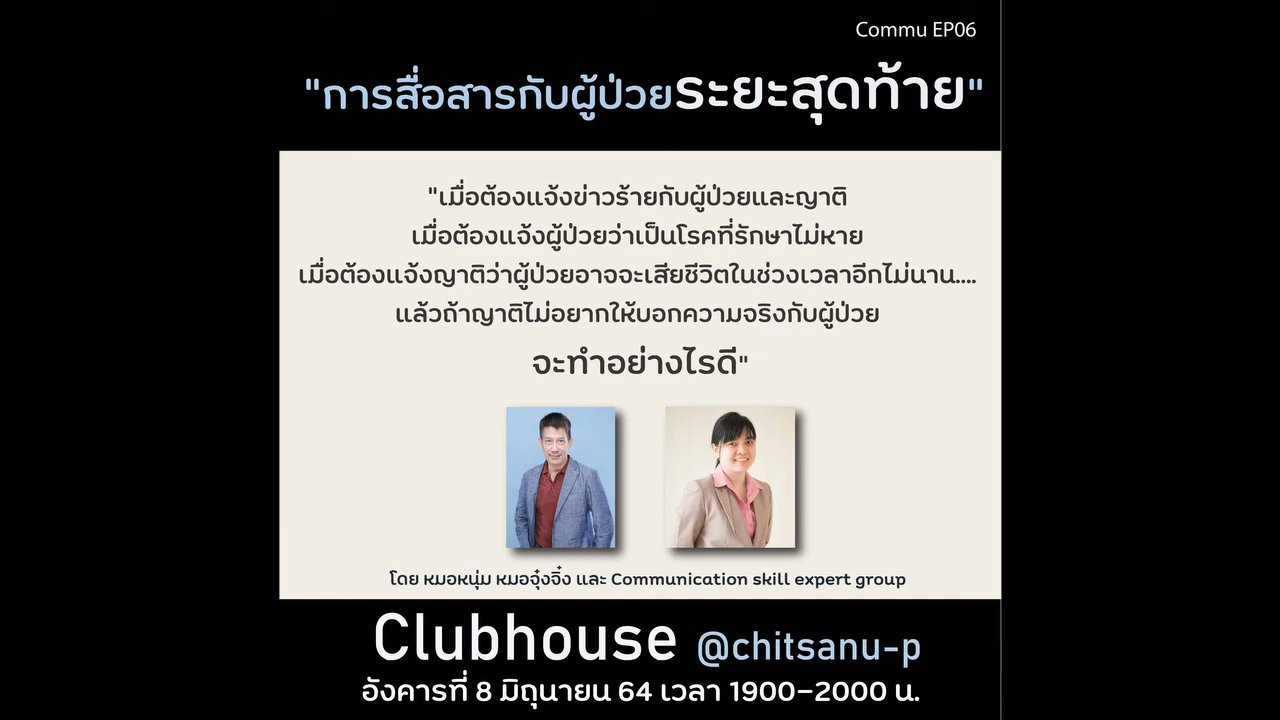 Commu EP06
"การสื่อสารกับผู้ป่วยระยะสุดท้าย"
"เมื่อต้องแจ้งข่าวร้ายกับผู้ป่วยและญาติ
เมื่อต้องแจ้งผู้ป่วยว่าเป็นโรคที่รักษาไม่หาย
เมื่อต้องแจ้งญาติว่าผู้ป่วยอาจจะเสียชีวิตในช่วงเวลาอีกไม่นาน....
แล้วถ้าญาติไม่อยากให้บอกความจริงกับผู้ป่วย
จะทำอย่างไรดี"
โดย หมอหนุ่ม หมอจุ๋งจิ๋ง และ Communication skill expert group
Clubhouse @chitsanu-p
อังคารที่ 8 มิถุนายน 64 เวลา 1900-2000 น.